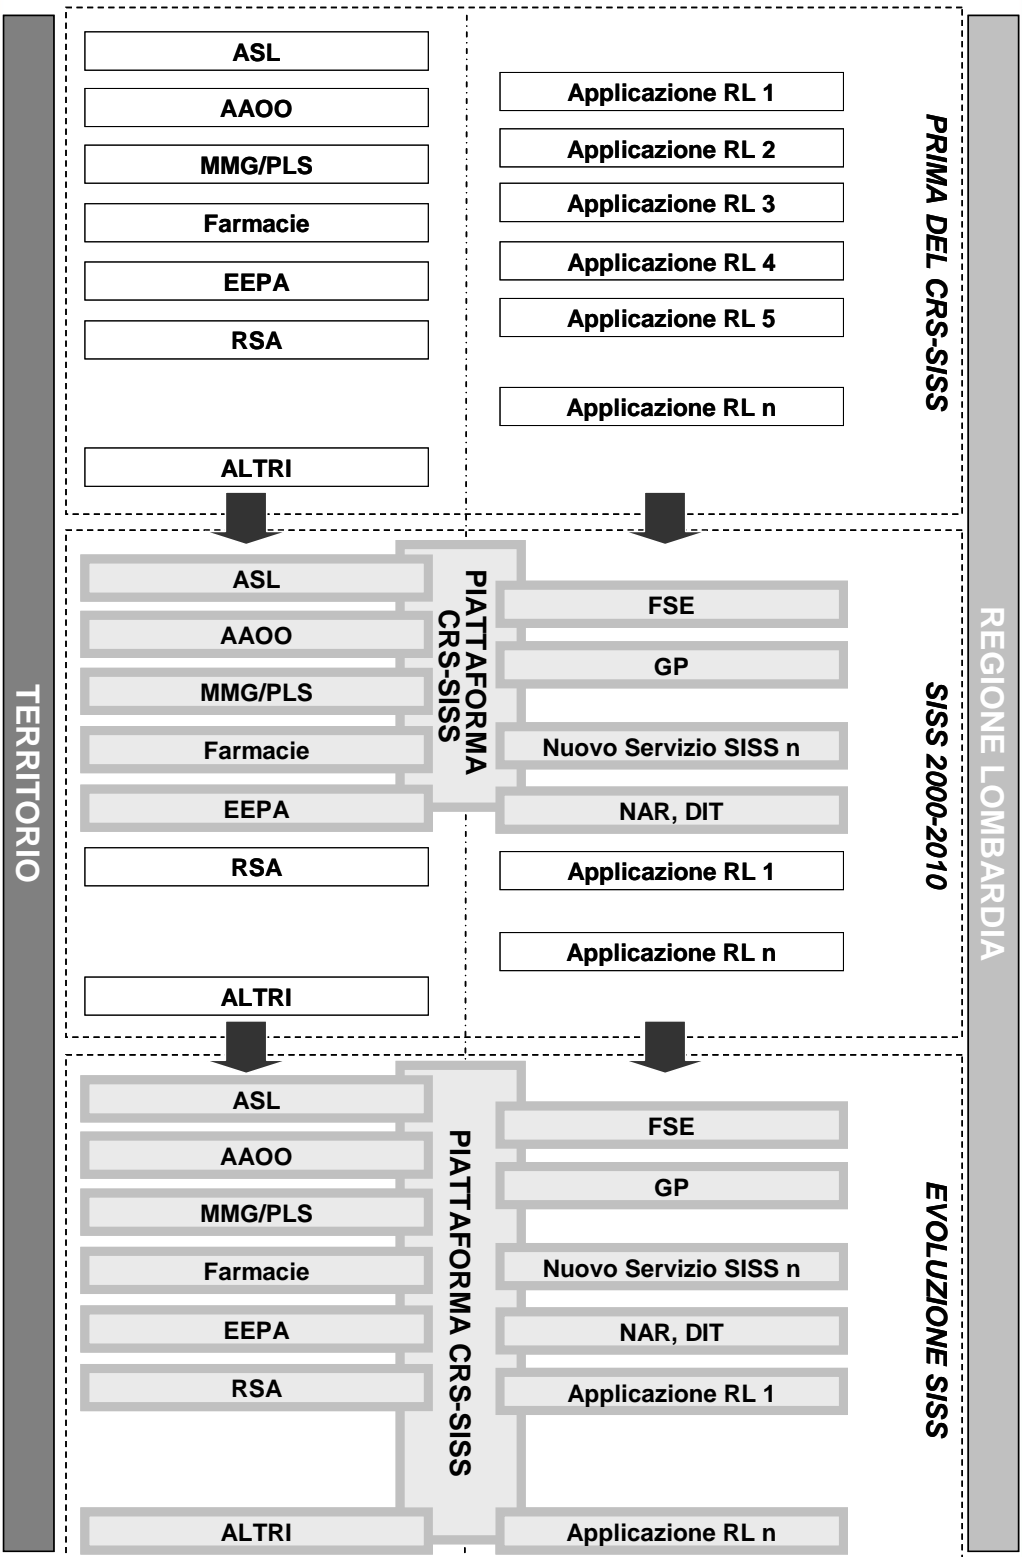 TERRITORIO
ASL
AAOO
MMG/PLS
Farmacie
EEPA
RSA
ALTRI
Applicazione RL 1
Applicazione RL 2
Applicazione RL 3
Applicazione RL 4
Applicazione RL 5
Applicazione RL n
PRIMA DEL CRS-SISS
ASL
AAOO
MMG/PLS
Farmacie
EEPA
RSA
ALTRI
PIATTAFORMA
CRS-SISS
FSE
GP
Nuovo Servizio SISS n
NAR, DIT
Applicazione RL 1
Applicazione RL n
SISS 2000-2010
ASL
AAOO
MMG/PLS
Farmacie
EEPA
RSA
ALTRI
PIATTAFORMA CRS-SISS
FSE
GP
Nuovo Servizio SISS n
NAR, DIT
Applicazione RL 1
Applicazione RL n
EVOLUZIONE SISS
REGIONE LOMBARDIA